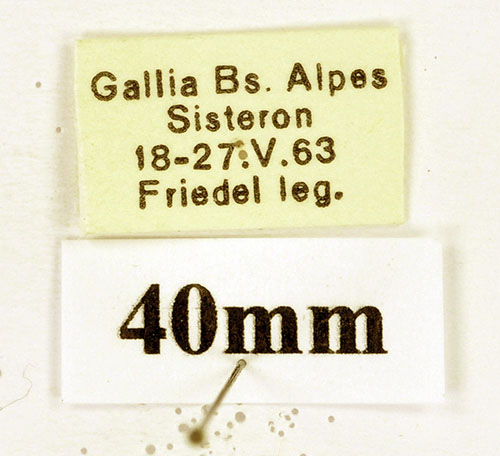 Gallia Bs. Alpes
Sisteron
18-27.V.63
Friedel leg.
40mm